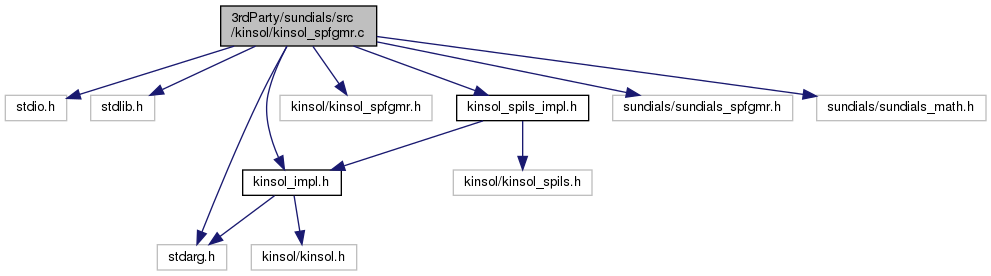 3rdParty/sundials/src
/kinsol/kinsol_spfgmr.c
stdio.h
stdlib.h
kinsol/kinsol_spfgmr.h
kinsol_spils_impl.h
sundials/sundials_spfgmr.h
sundials/sundials_math.h
kinsol_impl.h
kinsol/kinsol_spils.h
stdarg.h
kinsol/kinsol.h